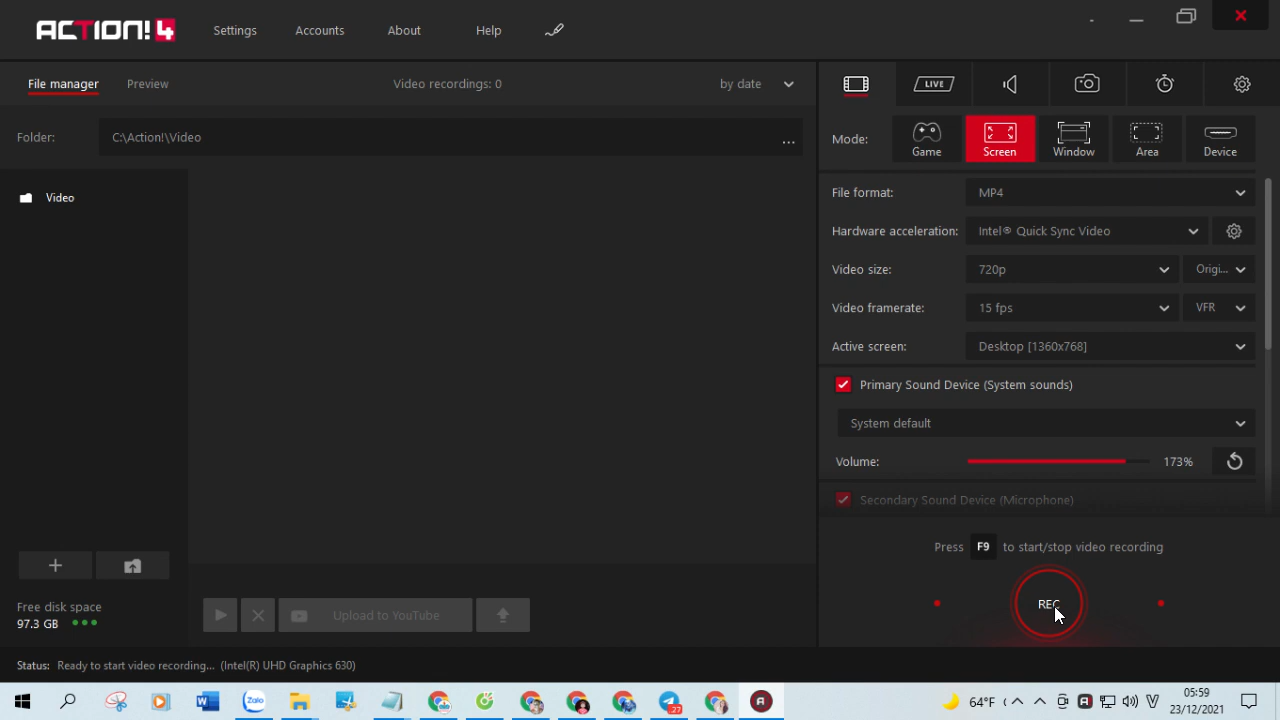 ACTION! 4
Settings
Accounts
About
Help
File manager
Preview
Video recordings: 0
by date
LIVE
Folder:
C:\Action!\Video
...
Mode:
Game
Screen
Window
Area
Device
Video
File format:
MP4
Hardware acceleration:
Intel® Quick Sync Video
Video size:
720p
Origi...
Video framerate:
15 fps
VFR
Active screen:
Desktop [1360x768]
Primary Sound Device (System sounds)
System default
Volume:
173%
Secondary Sound Device (Microphone)
Press F9 to start/stop video recording
REC
Free disk space
97.3 GB
Upload to YouTube
Status: Ready to start video recording... (Intel(R) UHD Graphics 630)
Zalo
27
64°F
05:59
23/12/2021